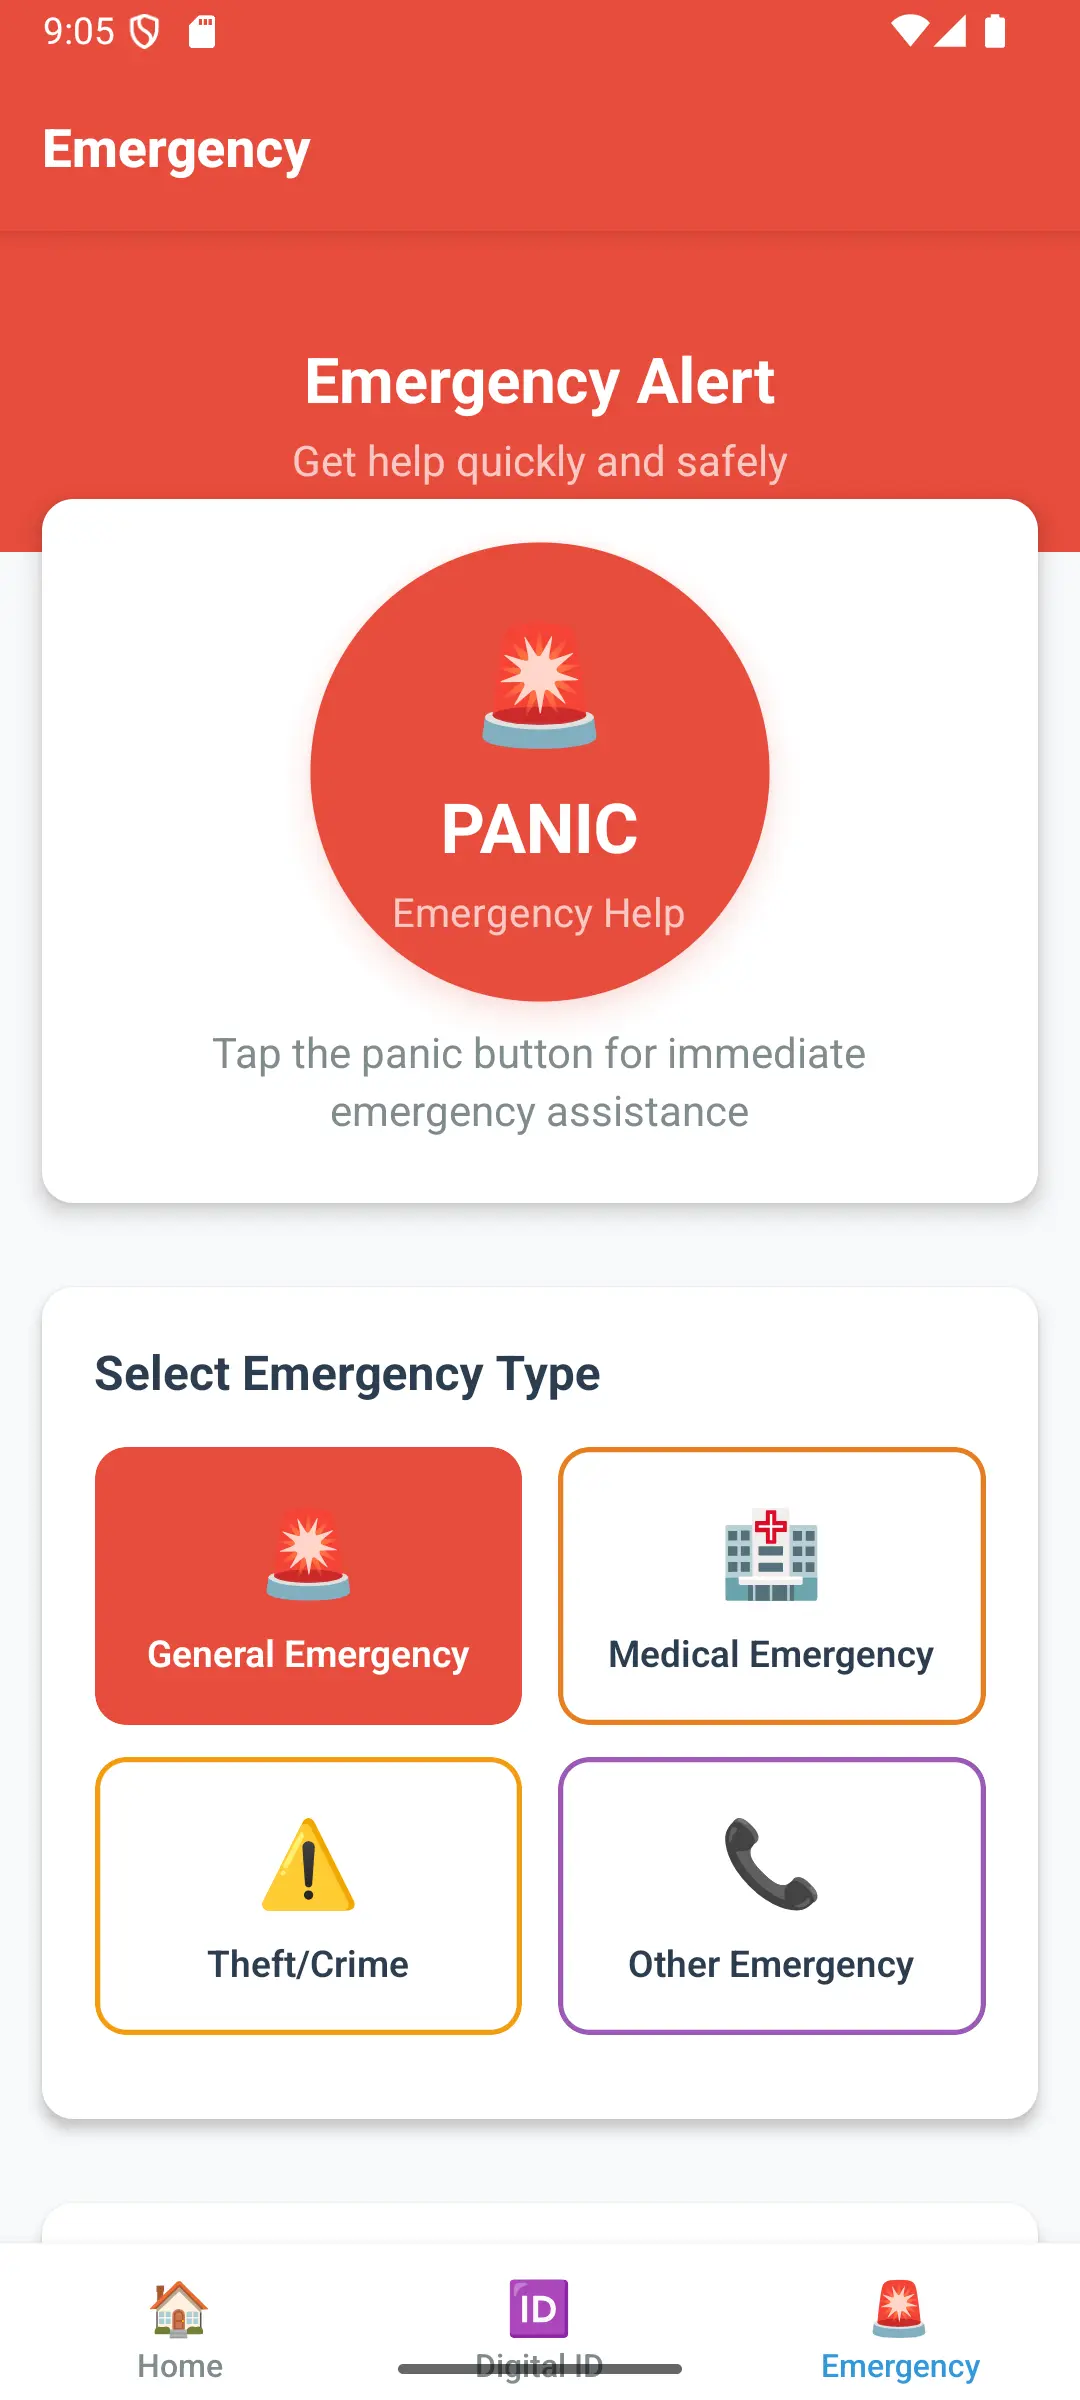 9:05
Emergency
Emergency Alert
Get help quickly and safely
PANIC
Emergency Help
Tap the panic button for immediate
emergency assistance
Select Emergency Type
General Emergency
Medical Emergency
Theft/Crime
Other Emergency
ID
Home
Digital ID
Emergency